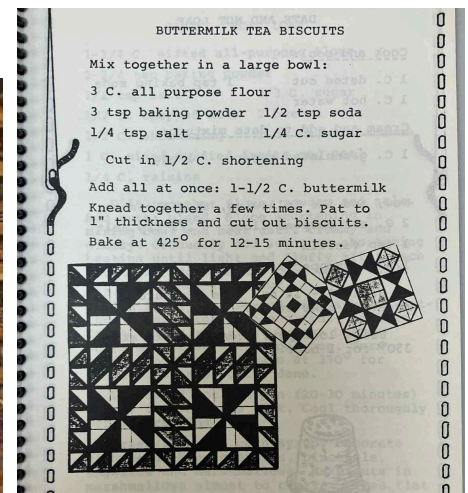 BUTTERMILK TEA BISCUITS
Mix together in a large bowl:
3 C. all purpose flour
3 tsp baking powder 1/2 tsp soda
1/4 tsp salt 1/4 C. sugar
Cut in 1/2 C. shortening
Add all at once: 1-1/2 C. buttermilk
Knead together a few times. Pat to
1" thickness and cut out biscuits.
Bake at 425° for 12-15 minutes.